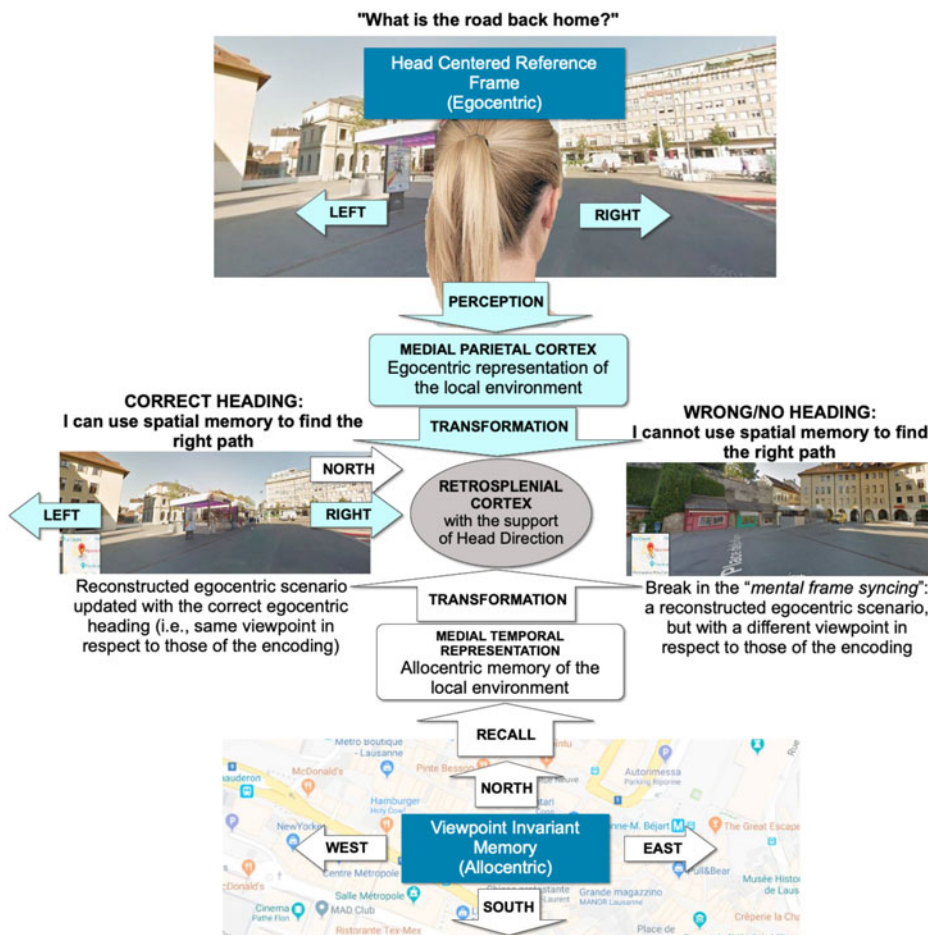 "What is the road back home?"
Head Centered Reference
Frame
(Egocentric)
LEFT
RIGHT
PERCEPTION
MEDIAL PARIETAL CORTEX
Egocentric representation of
the local environment
CORRECT HEADING:
I can use spatial memory to find the
right path
TRANSFORMATION
WRONG/NO HEADING:
I cannot use spatial memory to find
the right path
NORTH
LEFT
RIGHT
RETROSPLENIAL
CORTEX
with the support
of Head Direction
Reconstructed egocentric scenario
updated with the correct egocentric
heading (i.e., same viewpoint in
respect to those of the encoding)
TRANSFORMATION
Break in the “mental frame syncing”:
a reconstructed egocentric scenario,
but with a different viewpoint in
respect to those of the encoding
MEDIAL TEMPORAL
REPRESENTATION
Allocentric memory of the
local environment
RECALL
Metro Boutique -
Lausanne
McDonald's
Pinte Besson
Autorimessa
Parking Riponne
Rue
auderon
Hamburger
Holy Cow
NORTH
NewYorker
WEST
Viewpoint Invariant
Memory
(Allocentric)
EAST
nne-M. Béjart
The Great Escape
Centre Métropole
Pull&Bear
Musée Histor
de Laus
McDonald's
Salle Métropole
MAD Club
Cinema
Pathé Flon
SOUTH
Grande magazzino
MANOR Lausanne
Ristorante Tex-Mex
Crêperie la Cha